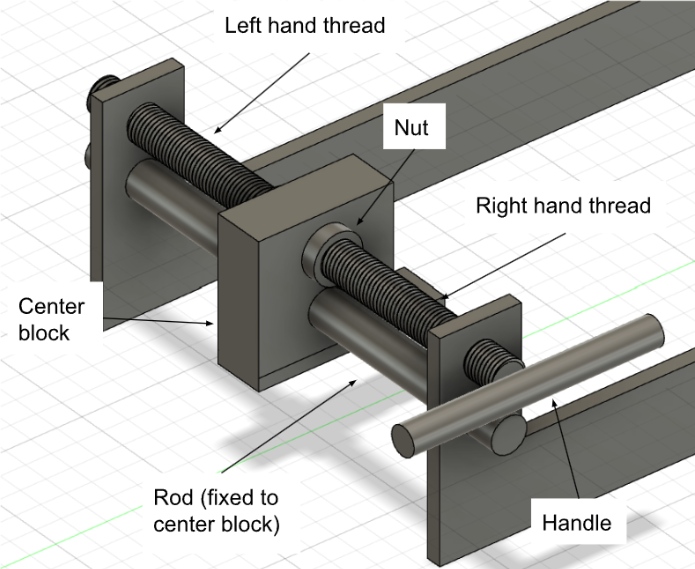 Left hand thread
Nut
Right hand thread
Center
block
Rod (fixed to
center block)
Handle